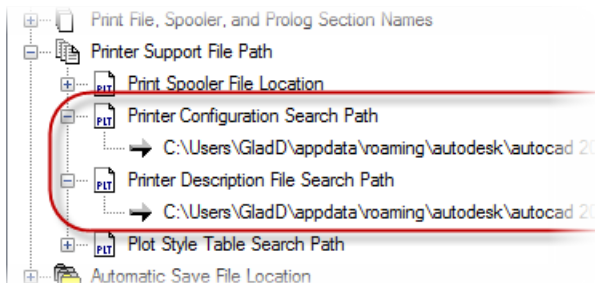 Print File, Spooler, and Prolog Section Names
Printer Support File Path
PLT Print Spooler File Location
PLT Printer Configuration Search Path
C:\Users\GladD\appdata\roaming\autodesk\autocad 20
PLT Printer Description File Search Path
C:\Users\GladD\appdata\roaming\autodesk\autocad 20
PLT Plot Style Table Search Path
Automatic Save File Location